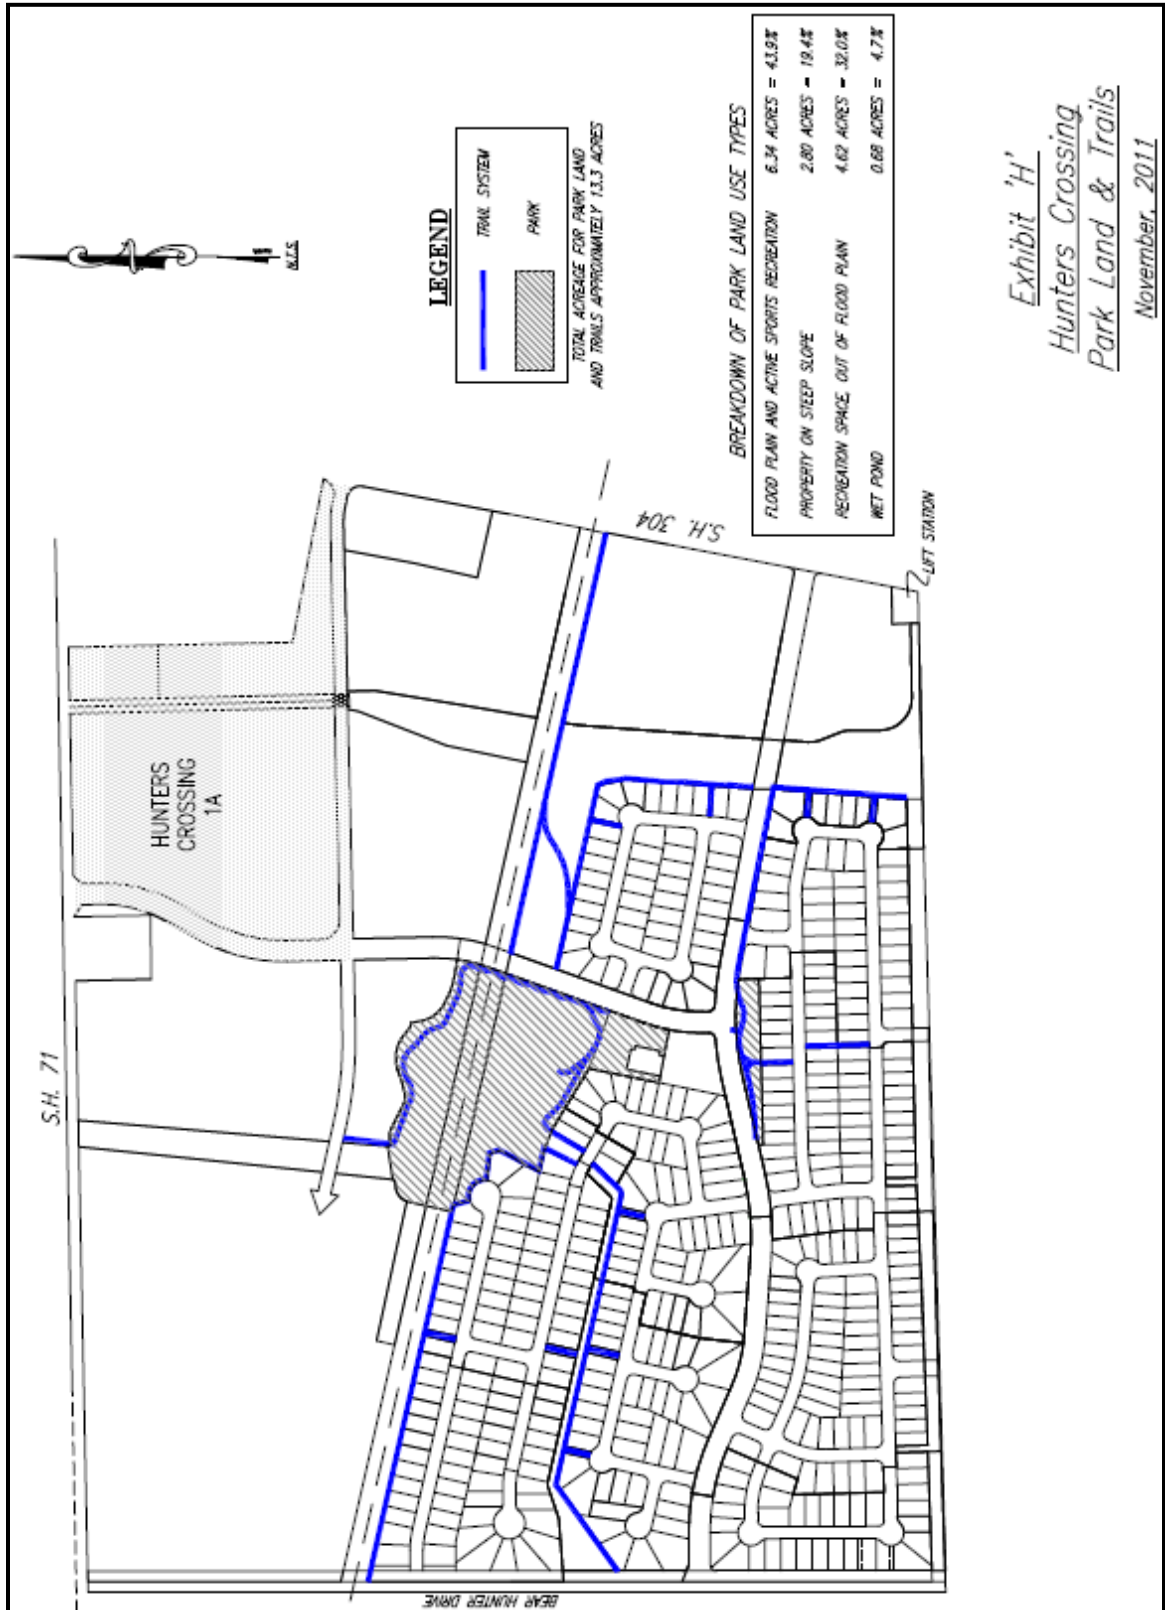 N.T.S.
LEGEND
TRAIL SYSTEM
PARK
TOTAL ACREAGE FOR PARK LAND
AND TRAILS APPROXIMATELY 13.3 ACRES
BREAKDOWN OF PARK LAND USE TYPES
FLOOD PLAIN AND ACTIVE SPORTS RECREATION 6.34 ACRES = 43.9%
PROPERTY ON STEEP SLOPE 2.80 ACRES = 19.4%
RECREATION SPACE, OUT OF FLOOD PLAIN 4.62 ACRES = 32.0%
WET POND 0.68 ACRES = 4.7%
Exhibit 'H'
Hunters Crossing
Park Land & Trails
November, 2011
S.H. 71
HUNTERS
CROSSING
1A
S.H. 304
LIFT STATION
BEAR HUNTER DRIVE